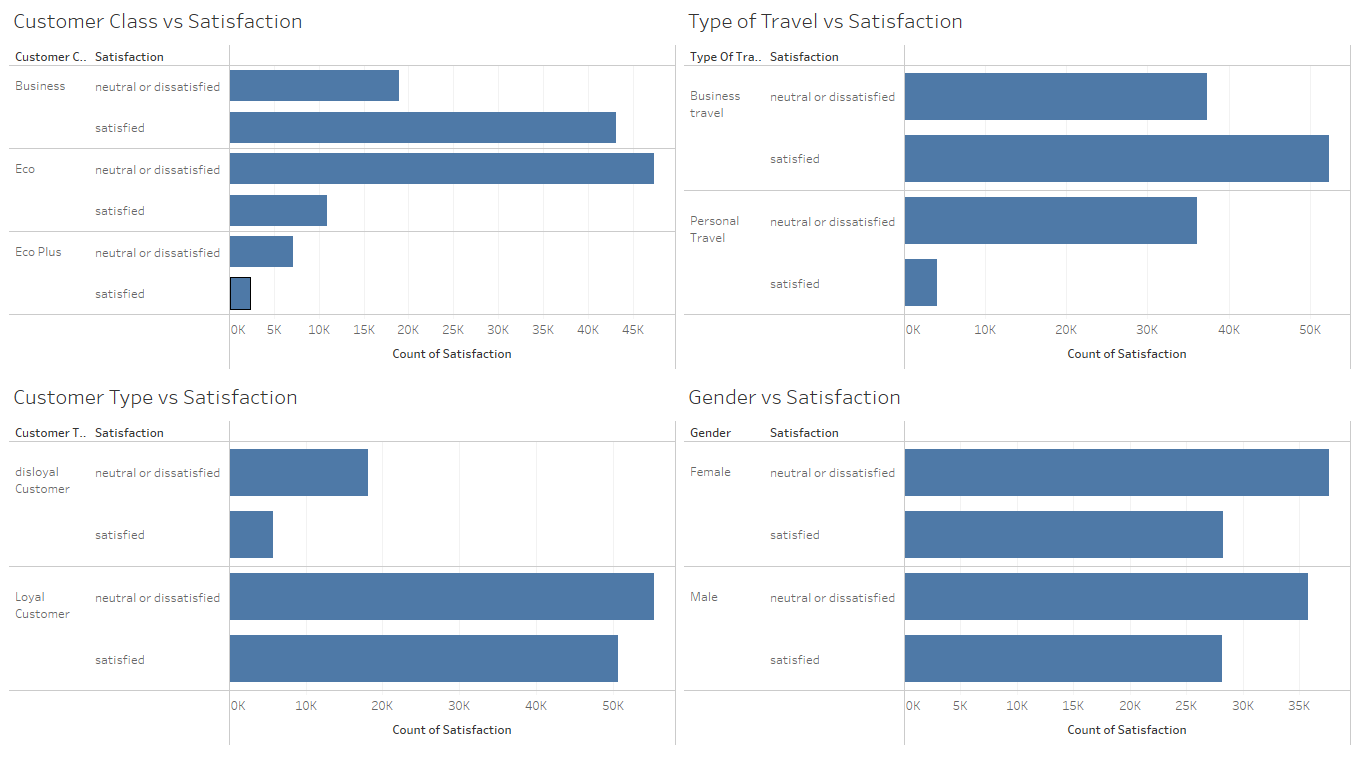 Customer Class vs Satisfaction
Customer C.. Satisfaction
Business neutral or dissatisfied
satisfied
Eco neutral or dissatisfied
satisfied
Eco Plus neutral or dissatisfied
satisfied
0K 5K 10K 15K 20K 25K 30K 35K 40K 45K
Count of Satisfaction
Type of Travel vs Satisfaction
Type Of Tra.. Satisfaction
Business
travel
neutral or dissatisfied
satisfied
Personal
Travel
neutral or dissatisfied
satisfied
0K 10K 20K 30K 40K 50K
Count of Satisfaction
Customer Type vs Satisfaction
Customer T.. Satisfaction
disloyal
Customer
neutral or dissatisfied
satisfied
Loyal
Customer
neutral or dissatisfied
satisfied
0K 10K 20K 30K 40K 50K
Count of Satisfaction
Gender vs Satisfaction
Gender Satisfaction
Female neutral or dissatisfied
satisfied
Male neutral or dissatisfied
satisfied
0K 5K 10K 15K 20K 25K 30K 35K
Count of Satisfaction